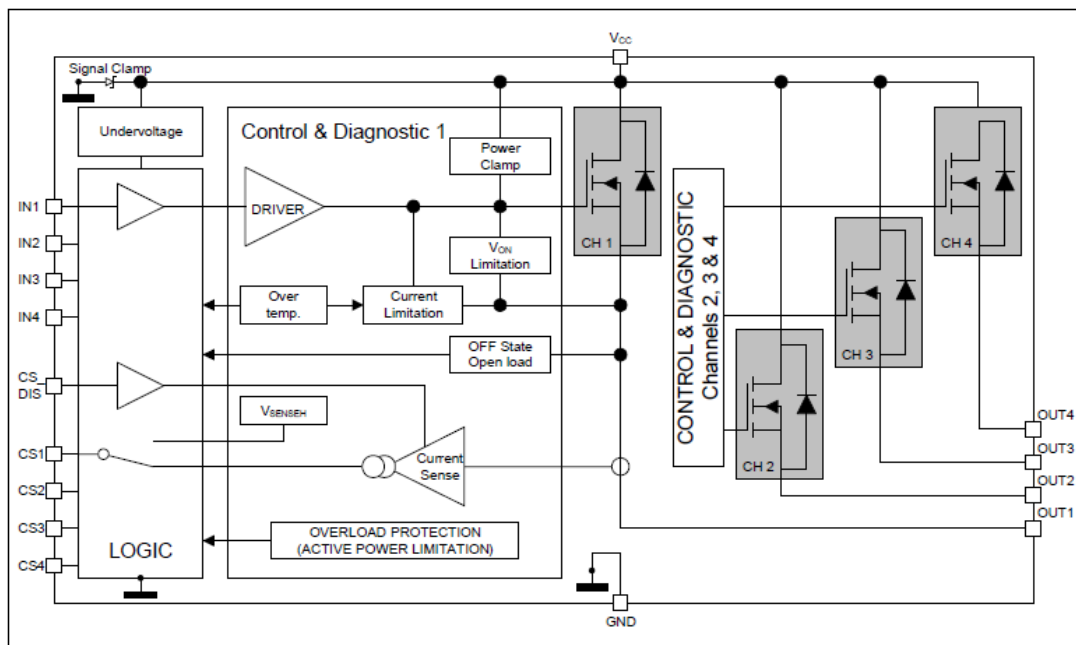 VCC
Signal Clamp
Undervoltage
Control & Diagnostic 1
Power
Clamp
IN1
DRIVER
CH 1
CONTROL & DIAGNOSTIC
Channels 2, 3 & 4
CH 4
IN2
VON
Limitation
IN3
Over
temp.
Current
Limitation
IN4
OFF State
Open load
CH 3
CS_
DIS
VSENSEH
OUT4
CS1
Current
Sense
CH 2
OUT3
CS2
OUT2
CS3
OVERLOAD PROTECTION
(ACTIVE POWER LIMITATION)
OUT1
LOGIC
CS4
GND